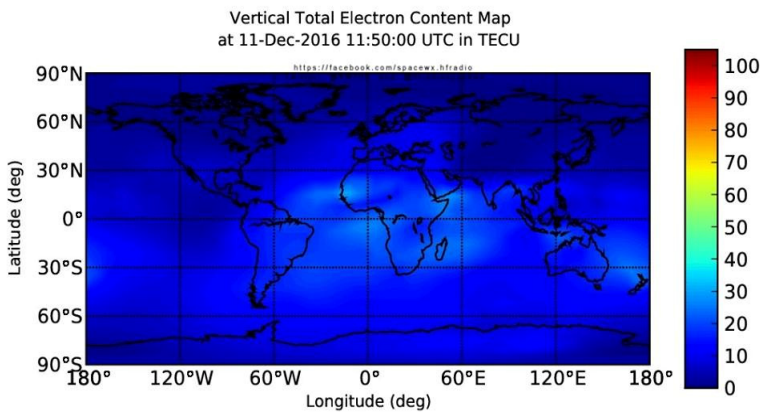 Vertical Total Electron Content Map
at 11-Dec-2016 11:50:00 UTC in TECU
https://facebook.com/spacewx.hfradio
90°N
60°N
30°N
0°
30°S
60°S
90°S
Latitude (deg)
180° 120°W 60°W 0° 60°E 120°E 180°
Longitude (deg)
100
90
80
70
60
50
40
30
20
10
0